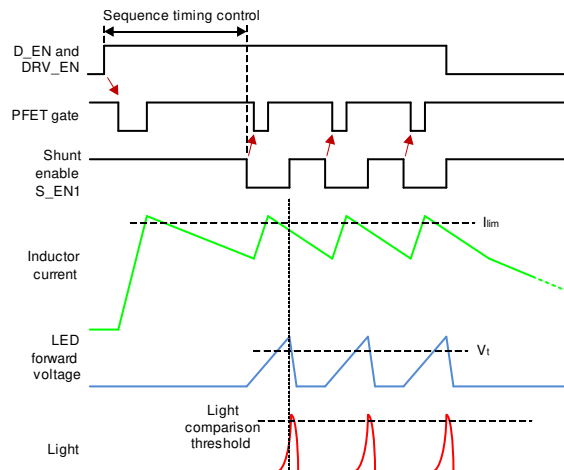 Sequence timing control
D_EN and
DRV_EN
PFET gate
Shunt
enable
S_EN1
Ilim
Inductor
current
LED
forward
voltage
Vt
Light
comparison
threshold
Light